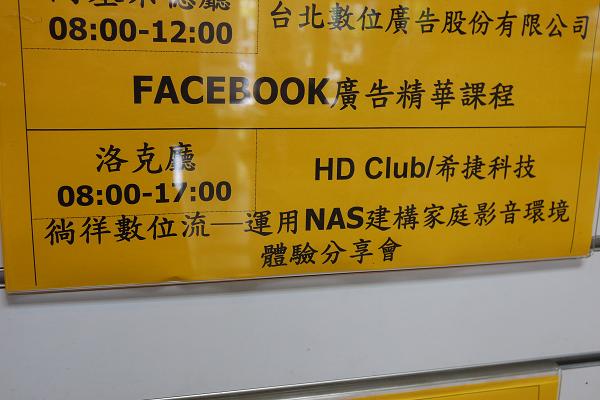 08:00-12:00
台北數位廣告股份有限公司
FACEBOOK廣告精華課程
洛克廳
08:00-17:00
HD Club/希捷科技
徜徉數位流—運用NAS建構家庭影音環境
體驗分享會